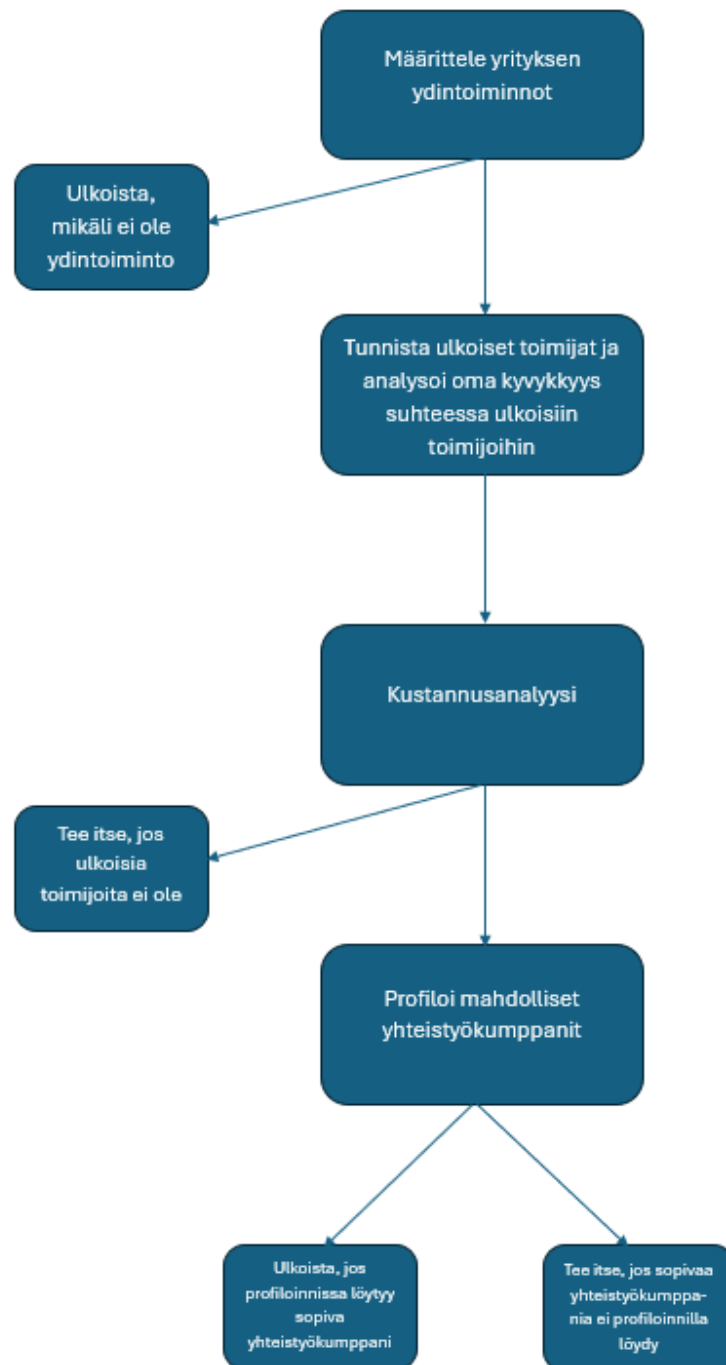 Määrittele yrityksen
ydintoiminnot
Ulkoista,
mikäli ei ole
ydintoiminto
Tunnista ulkoiset toimijat ja
analysoi oma kyvykkyys
suhteessa ulkoisiin
toimijoihin
Kustannusanalyysi
Tee itse, jos
ulkoisia
toimijoita ei ole
Profiloi mahdolliset
yhteistyökumppanit
Ulkoista, jos
profiloinnissa löytyy
sopiva
yhteistyökumppani
Tee itse, jos sopivaa
yhteistyökumppa-
nia ei profiloinnilla
löydy